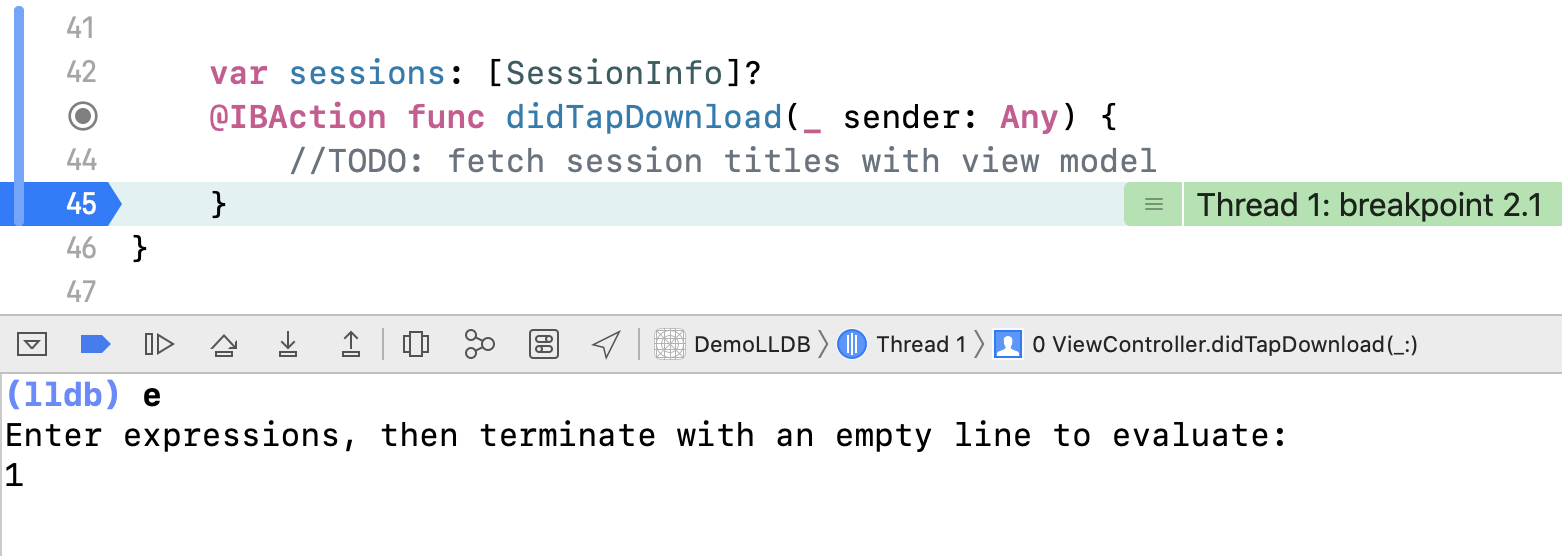 41
42 var sessions: [SessionInfo]?
@IBAction func didTapDownload(_ sender: Any) {
44 //TODO: fetch session titles with view model
45 } Thread 1: breakpoint 2.1
46 }
47
DemoLLDB Thread 1 0 ViewController.didTapDownload(_:)
(lldb) e
Enter expressions, then terminate with an empty line to evaluate:
1